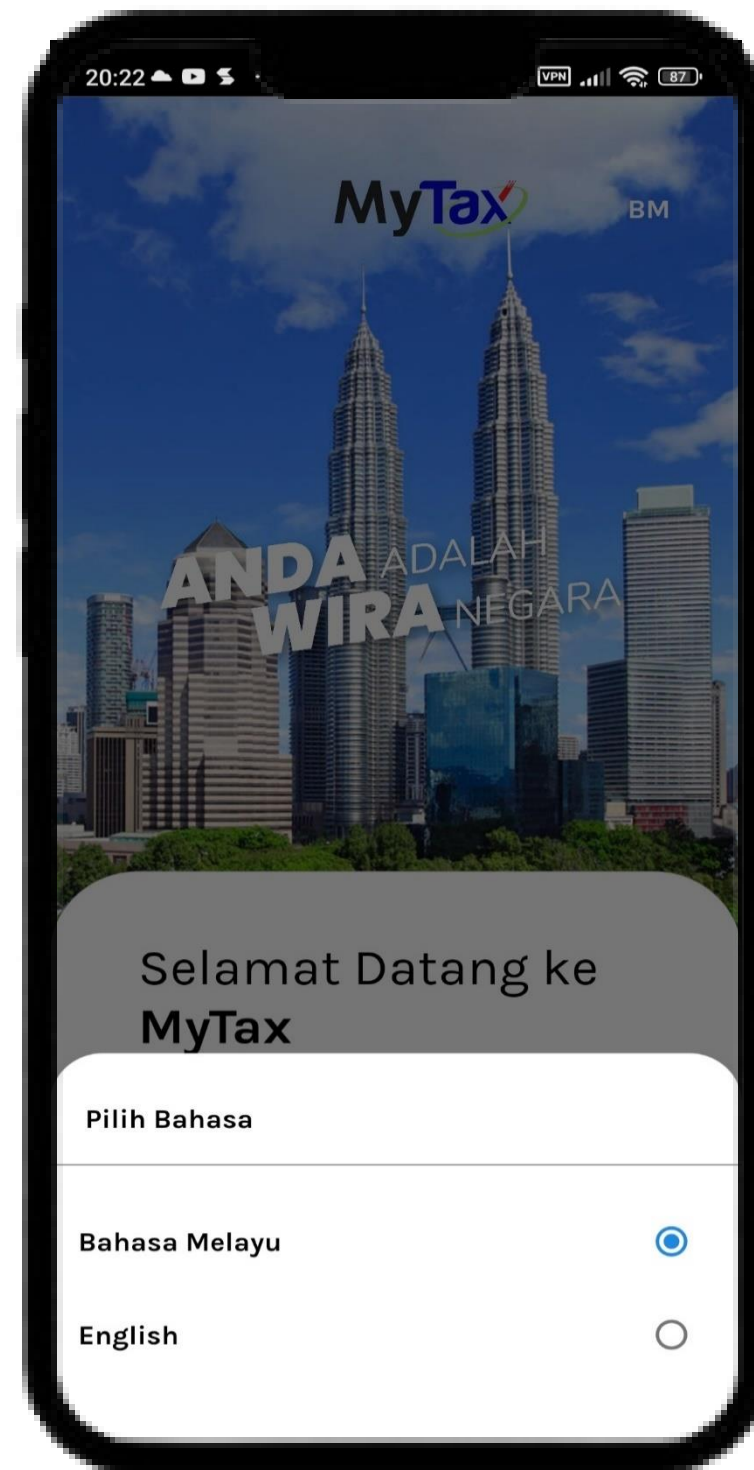 20:22
VPN
87
MyTax
BM
ANDA ADALAH
WIRA NEGARA
Selamat Datang ke
MyTax
Pilih Bahasa
Bahasa Melayu
English